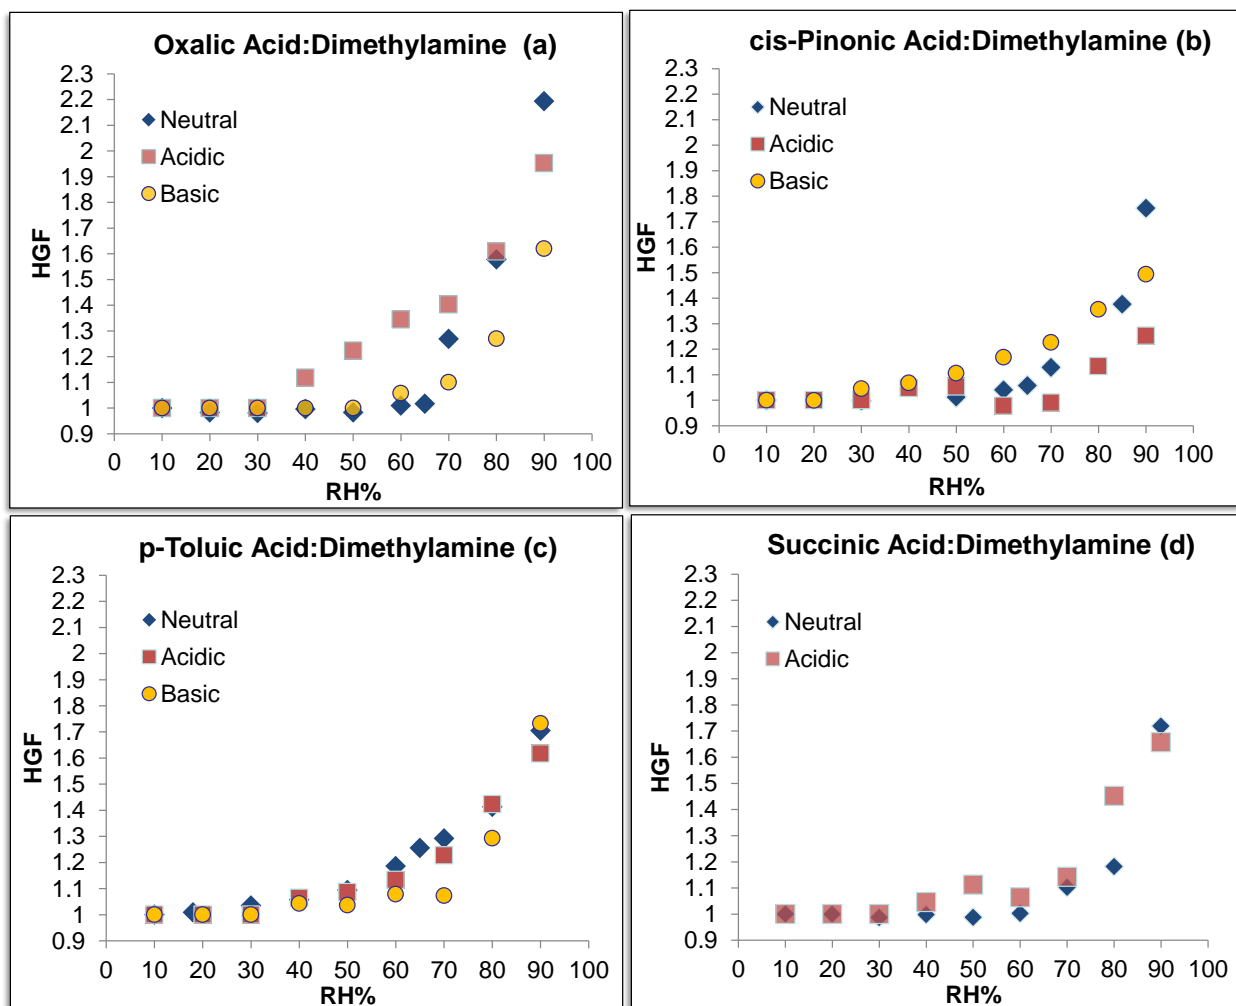 Oxalic Acid:Dimethylamine (a)
2.3
2.2
2.1
2
1.9
1.8
1.7
1.6
1.5
1.4
1.3
1.2
1.1
1
0.9
HGF
Neutral
Acidic
Basic
0 10 20 30 40 50 60 70 80 90 100
RH%
cis-Pinonic Acid:Dimethylamine (b)
2.3
2.2
2.1
2
1.9
1.8
1.7
1.6
1.5
1.4
1.3
1.2
1.1
1
0.9
HGF
Neutral
Acidic
Basic
0 10 20 30 40 50 60 70 80 90 100
RH%
p-Toluic Acid:Dimethylamine (c)
2.3
2.2
2.1
2
1.9
1.8
1.7
1.6
1.5
1.4
1.3
1.2
1.1
1
0.9
HGF
Neutral
Acidic
Basic
0 10 20 30 40 50 60 70 80 90 100
RH%
Succinic Acid:Dimethylamine (d)
2.3
2.2
2.1
2
1.9
1.8
1.7
1.6
1.5
1.4
1.3
1.2
1.1
1
0.9
HGF
Neutral
Acidic
0 10 20 30 40 50 60 70 80 90 100
RH%